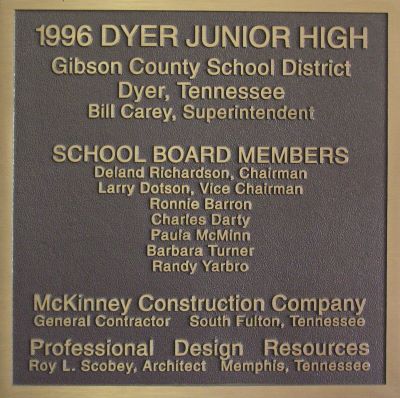 1996 DYER JUNIOR HIGH
Gibson County School District
Dyer, Tennessee
Bill Carey, Superintendent
SCHOOL BOARD MEMBERS
Deland Richardson, Chairman
Larry Dotson, Vice Chairman
Ronnie Barron
Charles Darty
Paula McMinn
Barbara Turner
Randy Yarbro
McKinney Construction Company
General Contractor South Fulton, Tennessee
Professional Design Resources
Roy L. Scobey, Architect Memphis, Tennessee